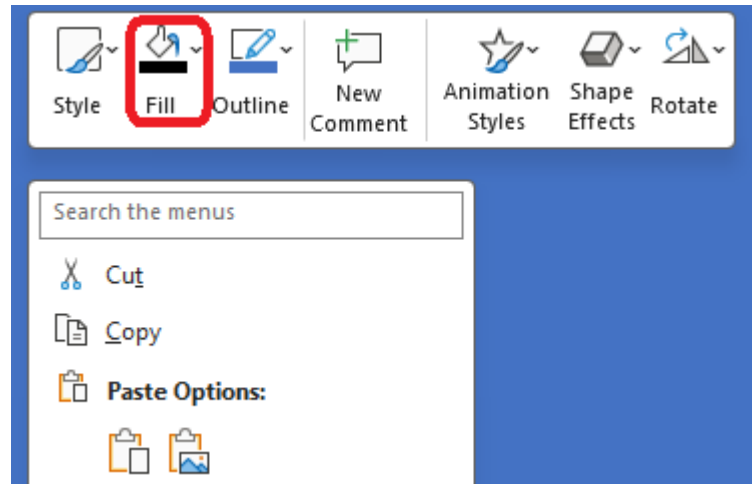 Style
Fill
Outline
New
Comment
Animation
Styles
Shape
Effects
Rotate
Search the menus
Cut
Copy
Paste Options: